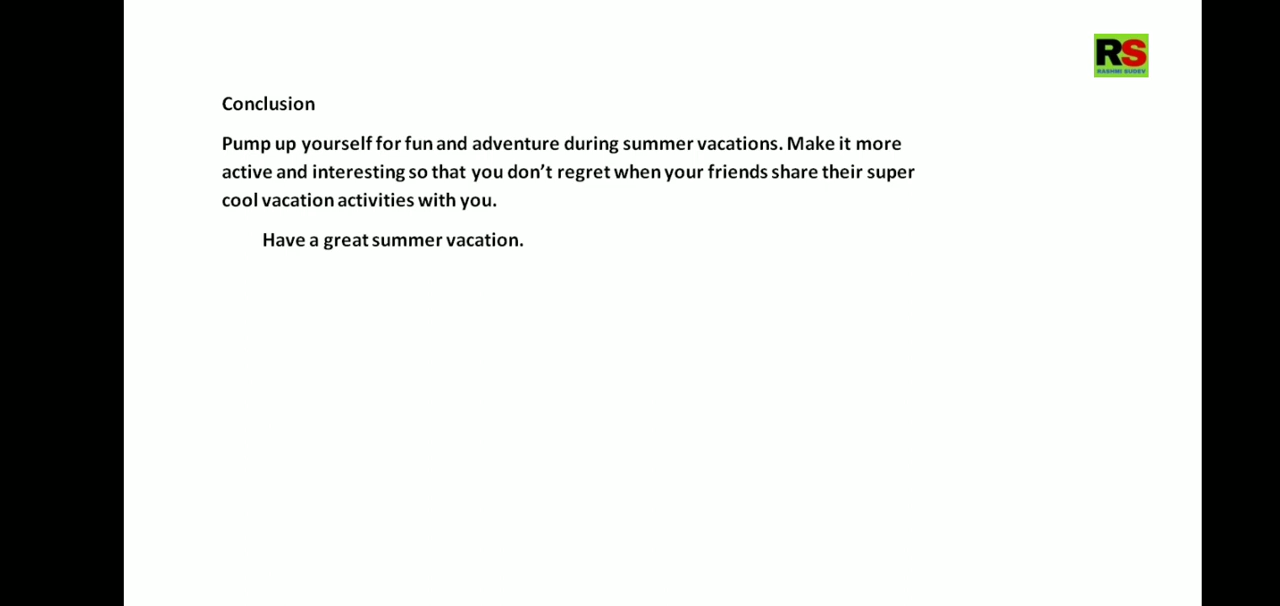 RS
RASHMI SUDEV
Conclusion
Pump up yourself for fun and adventure during summer vacations. Make it more
active and interesting so that you don’t regret when your friends share their super
cool vacation activities with you.
Have a great summer vacation.